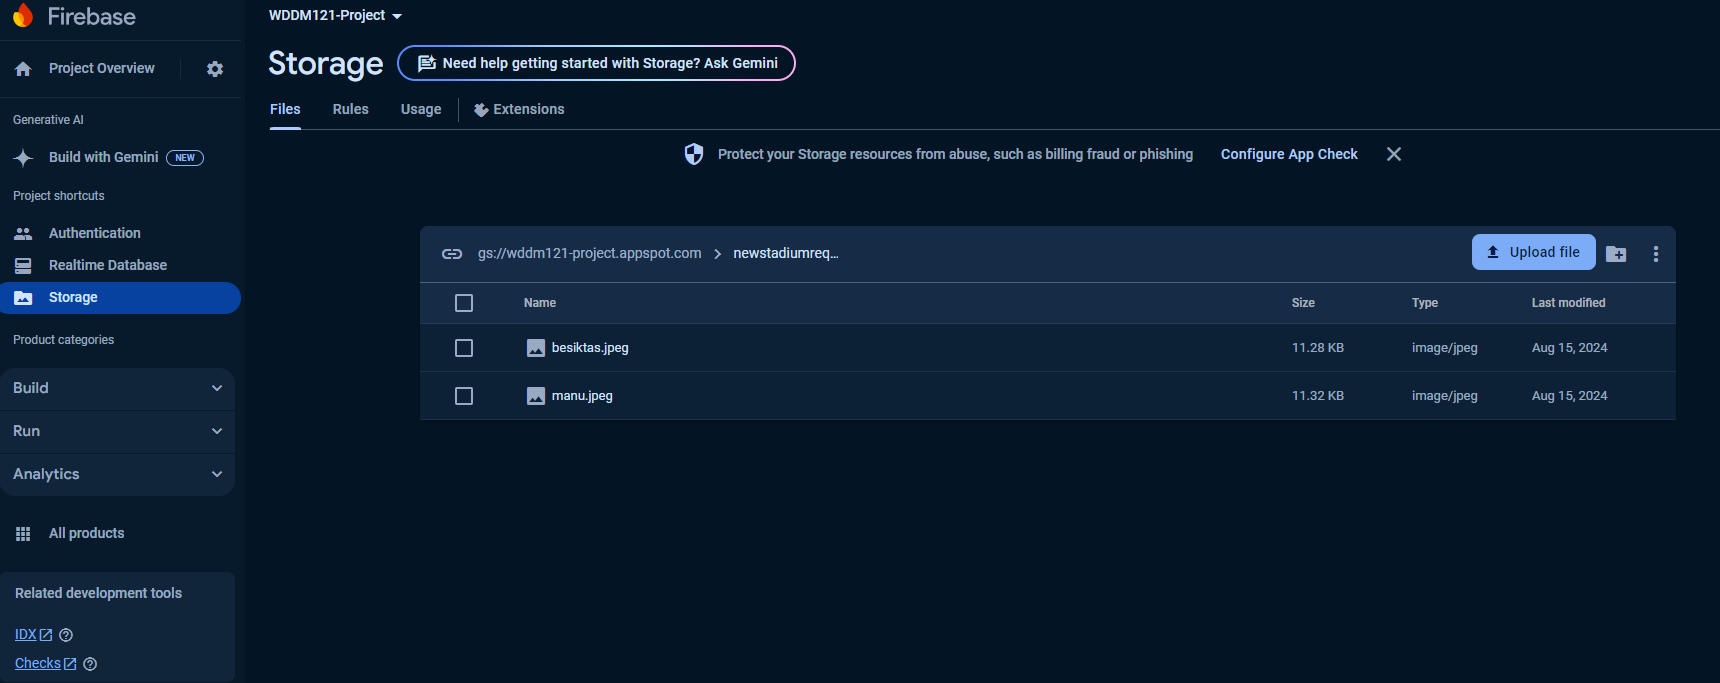 Firebase
Project Overview
Generative AI
Build with Gemini NEW
Project shortcuts
Authentication
Realtime Database
Storage
Product categories
Build
Run
Analytics
All products
Related development tools
IDX
Checks
WDDM121-Project
Storage
Need help getting started with Storage? Ask Gemini
Files Rules Usage Extensions
Protect your Storage resources from abuse, such as billing fraud or phishing Configure App Check
gs://wddm121-project.appspot.com > newstadiumreq… Upload file
Name Size Type Last modified
besiktas.jpeg 11.28 KB image/jpeg Aug 15, 2024
manu.jpeg 11.32 KB image/jpeg Aug 15, 2024